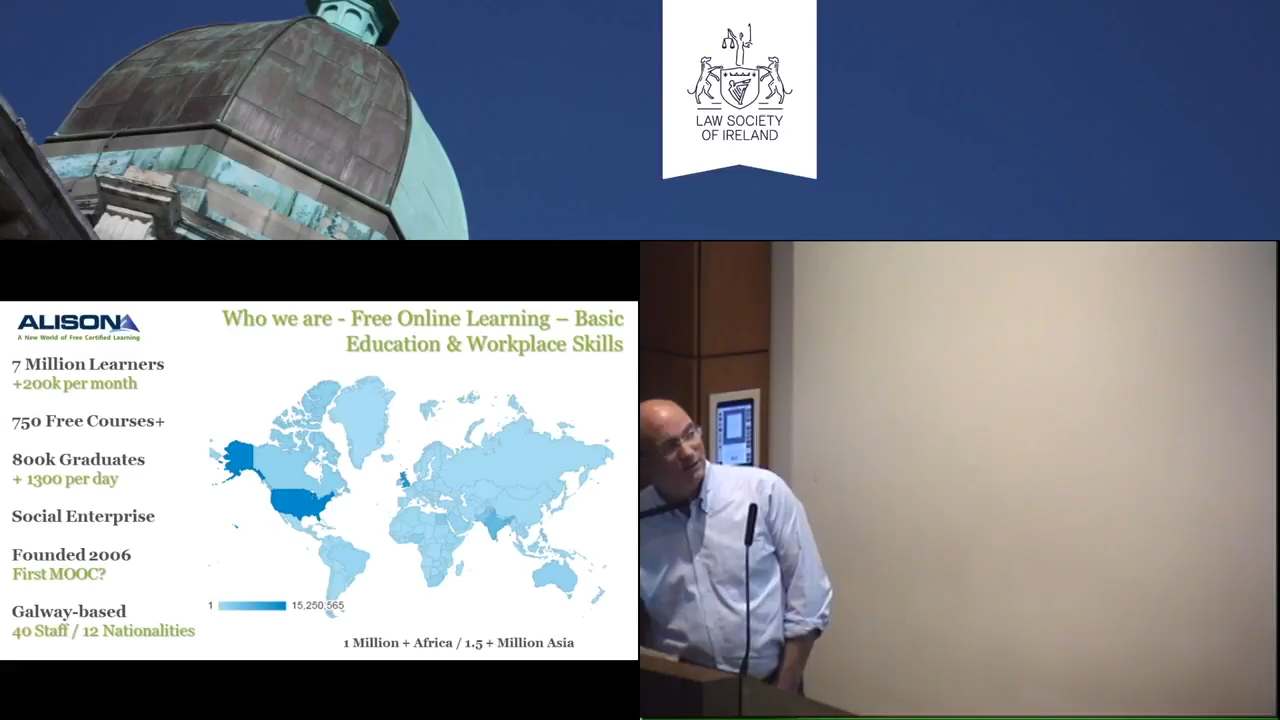 LAW SOCIETY
OF IRELAND
ALISON
A New World of Free Certified Learning
Who we are - Free Online Learning – Basic
Education & Workplace Skills
7 Million Learners
+200k per month
750 Free Courses+
800k Graduates
+ 1300 per day
Social Enterprise
Founded 2006
First MOOC?
Galway-based
40 Staff / 12 Nationalities
1
15,250,565
1 Million + Africa / 1.5 + Million Asia